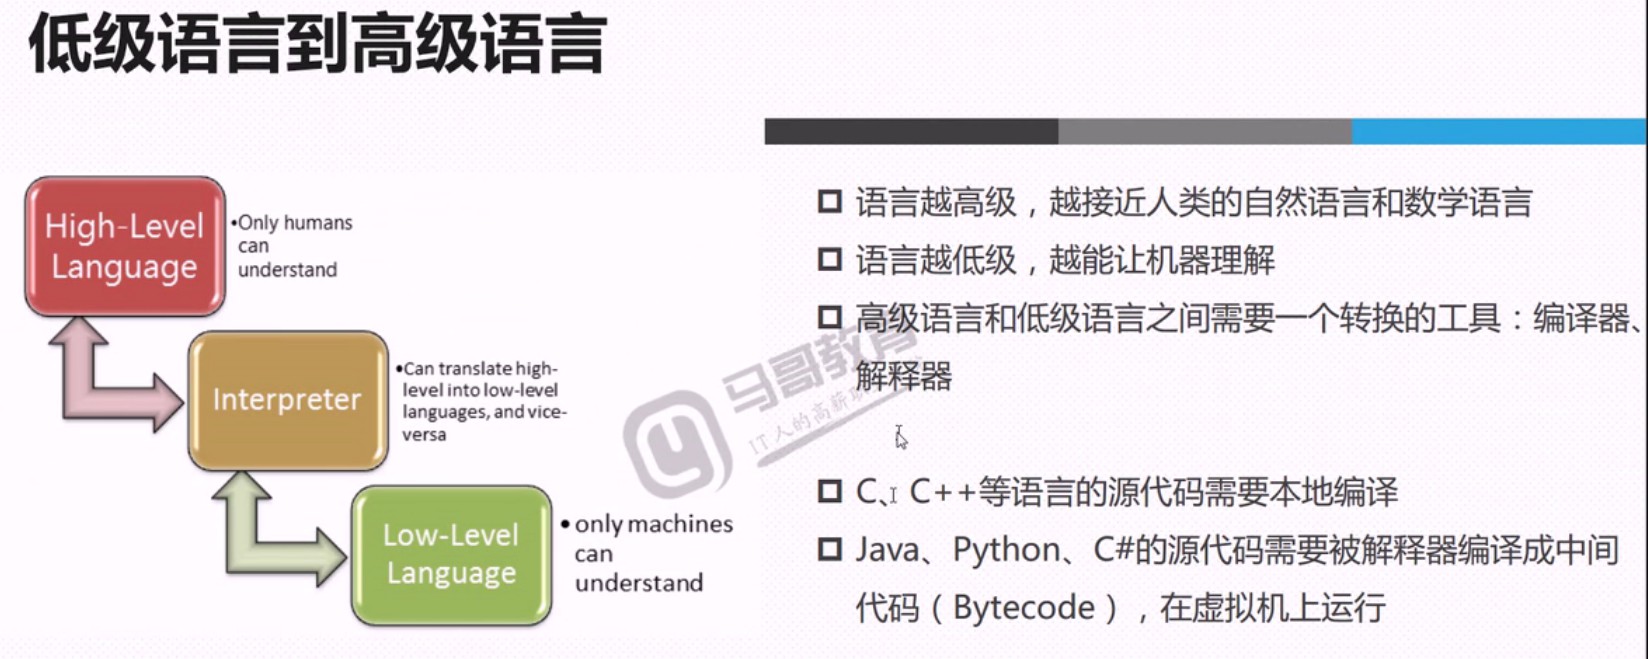 低级语言到高级语言
High-Level
Language
•Only humans
can
understand
Interpreter
•Can translate high-
level into low-level
languages, and vice-
versa
Low-Level
Language
• only machines
can
understand
语言越高级，越接近人类的自然语言和数学语言
语言越低级，越能让机器理解
高级语言和低级语言之间需要一个转换的工具：编译器、
解释器
C、C++等语言的源代码需要本地编译
Java、Python、C#的源代码需要被解释器编译成中间
代码（Bytecode），在虚拟机上运行
马哥教育
IT人的高薪职